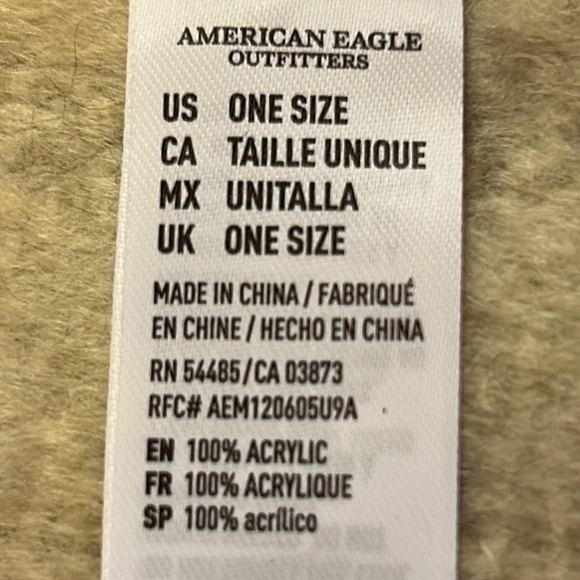 AMERICAN EAGLE
OUTFITTERS
US ONE SIZE
CA TAILLE UNIQUE
MX UNITALLA
UK ONE SIZE
MADE IN CHINA / FABRIQUÉ
EN CHINE / HECHO EN CHINA
RN 54485/CA 03873
RFC# AEM120605U9A
EN 100% ACRYLIC
FR 100% ACRYLIQUE
SP 100% acrílico